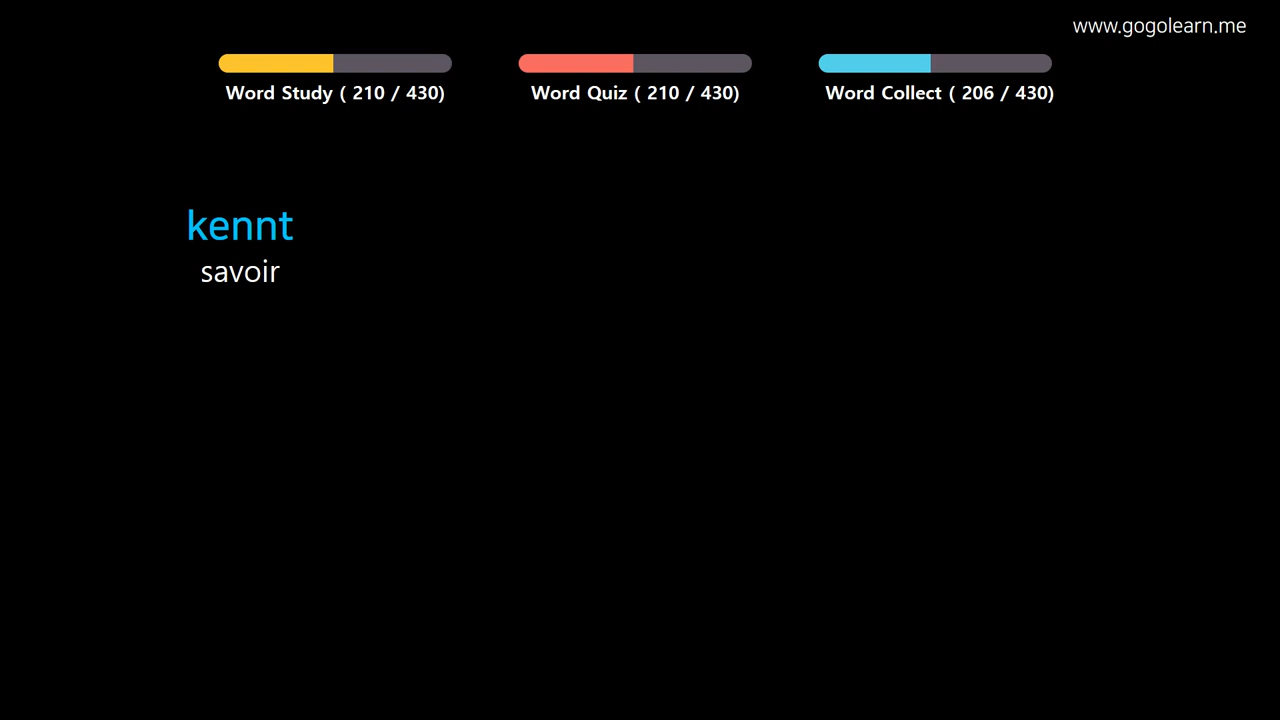 www.gogolearn.me
Word Study ( 210 / 430)
Word Quiz ( 210 / 430)
Word Collect ( 206 / 430)
kennt
savoir